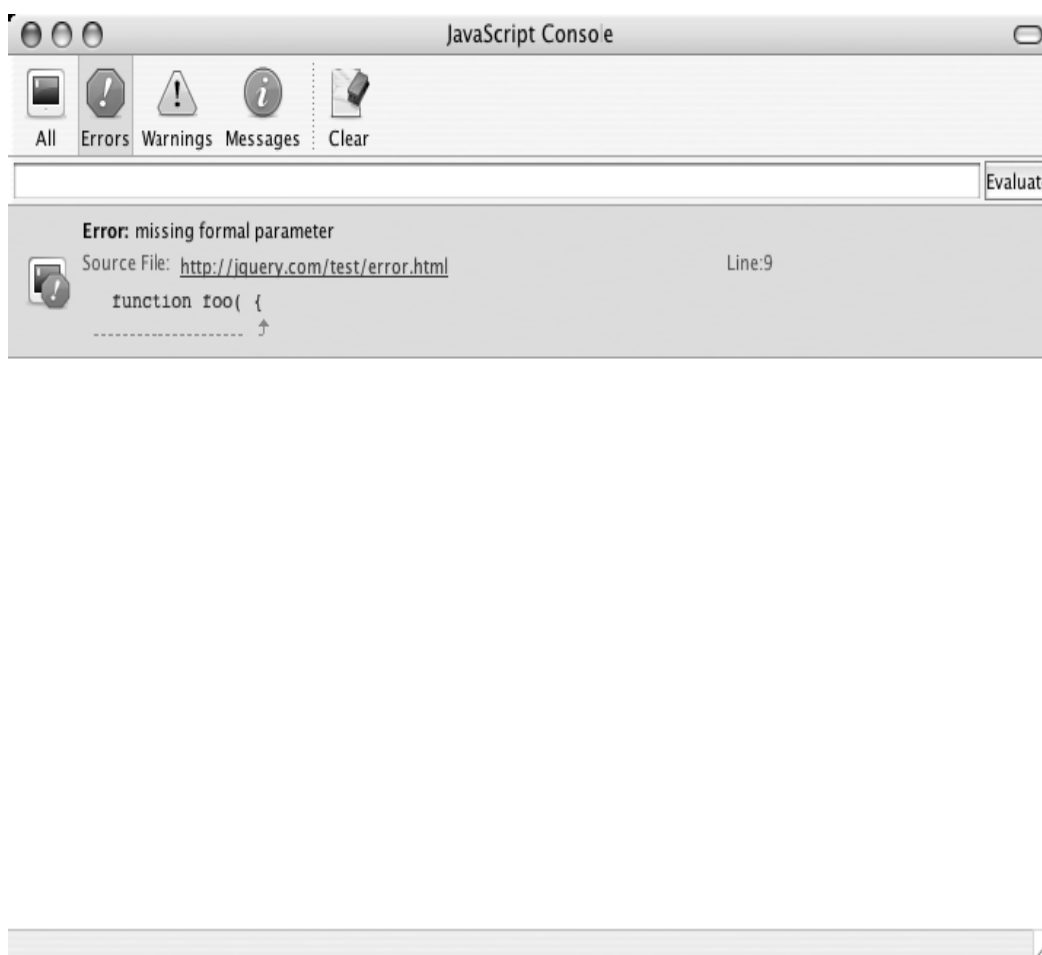 JavaScript Console
All Errors Warnings Messages Clear
Evaluat
Error: missing formal parameter
Source File: http://jquery.com/test/error.html Line:9
function foo( {